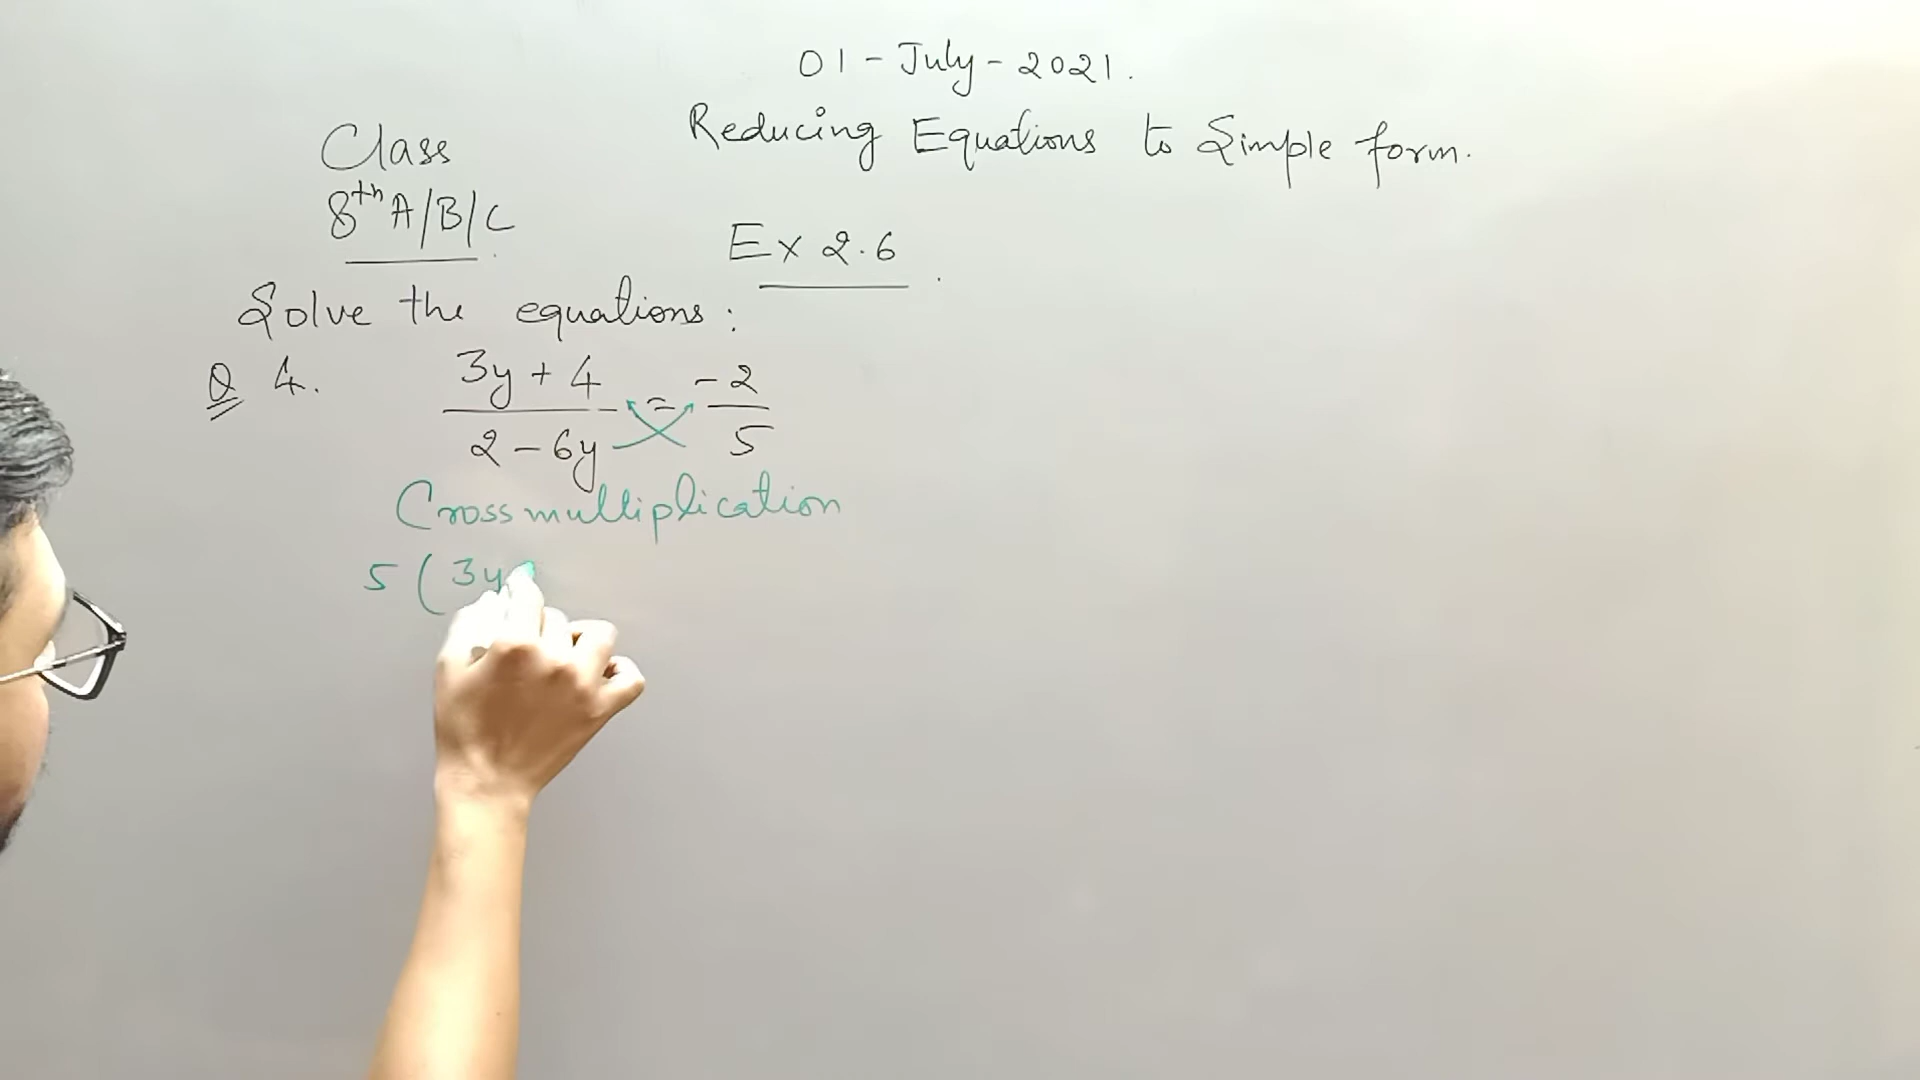 01 - July - 2021.
Reducing Equations to Simple form.
Class
8th A/B/C
Ex 2.6
Solve the equations:
Q 4. (3y + 4)/(2 - 6y) = -2/5
Cross multiplication
5 ( 3y